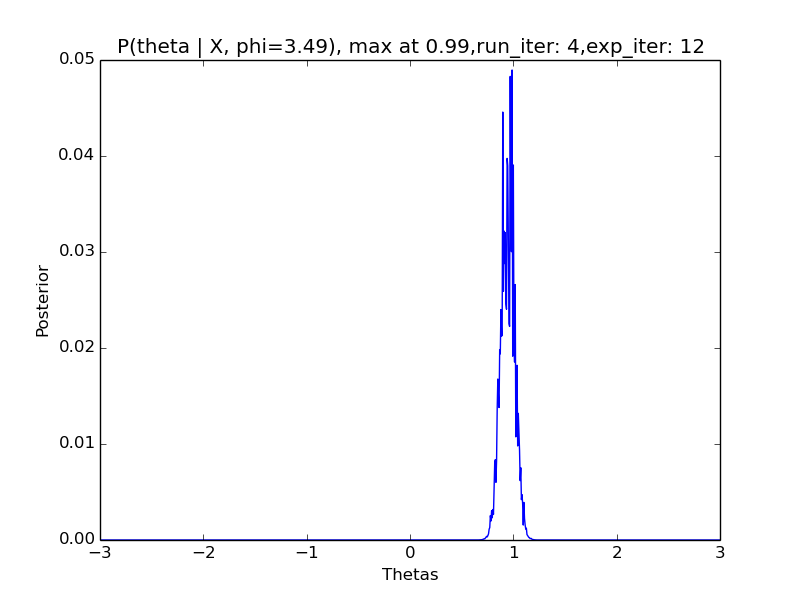 P(theta | X, phi=3.49), max at 0.99,run_iter: 4,exp_iter: 12
0.05
0.04
0.03
0.02
0.01
0.00
Posterior
−3 −2 −1 0 1 2 3
Thetas